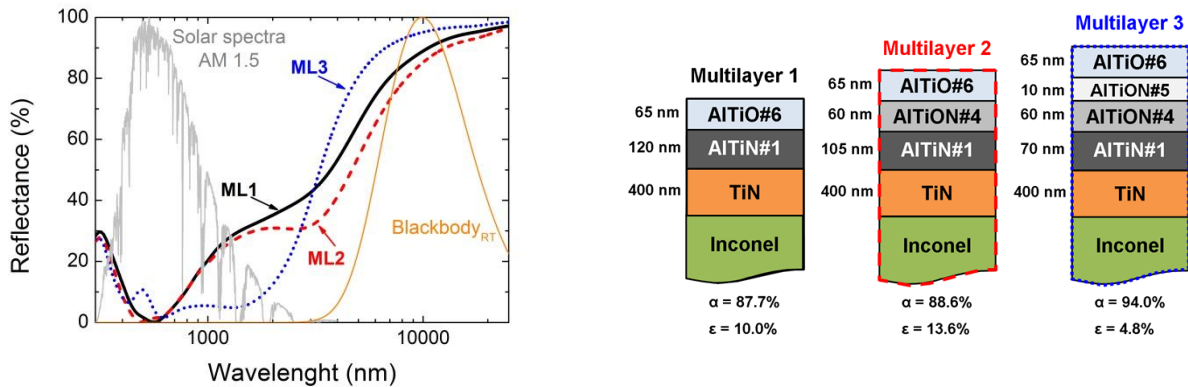 Reflectance (%)
100
80
60
40
20
0
Solar spectra
AM 1.5
ML3
ML1
ML2
Blackbody RT
1000
10000
Wavelenght (nm)
Multilayer 1
65 nm
AlTiO#6
120 nm
AlTiN#1
400 nm
TiN
Inconel
α = 87.7%
ε = 10.0%
Multilayer 2
65 nm
AlTiO#6
60 nm
AlTiON#4
105 nm
AlTiN#1
400 nm
TiN
Inconel
α = 88.6%
ε = 13.6%
Multilayer 3
65 nm
AlTiO#6
10 nm
AlTiON#5
60 nm
AlTiON#4
70 nm
AlTiN#1
400 nm
TiN
Inconel
α = 94.0%
ε = 4.8%